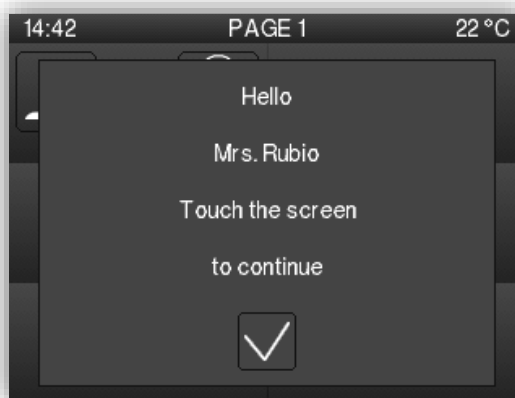 14:42 PAGE 1 22 °C
Hello
Mrs. Rubio
Touch the screen
to continue